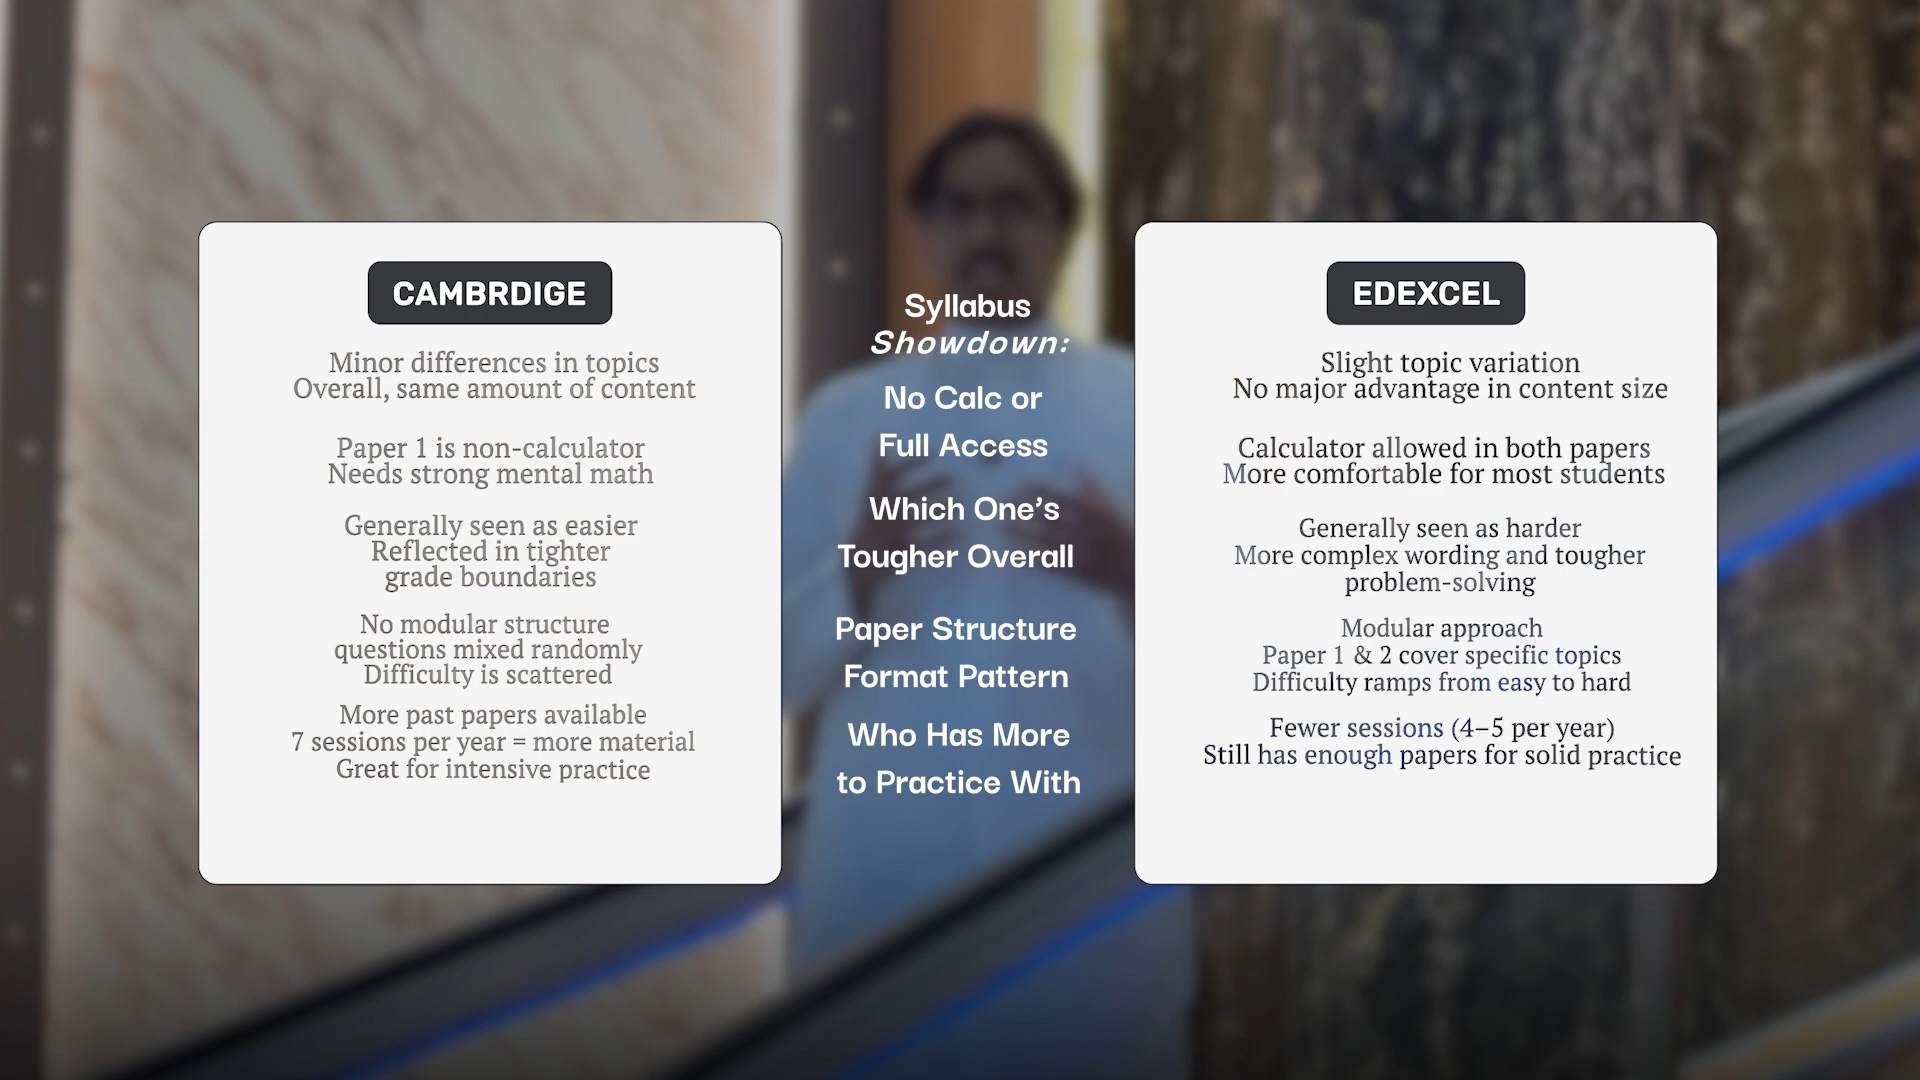 CAMBRDIGE
Minor differences in topics
Overall, same amount of content
Paper 1 is non-calculator
Needs strong mental math
Generally seen as easier
Reflected in tighter
grade boundaries
No modular structure
questions mixed randomly
Difficulty is scattered
More past papers available
7 sessions per year = more material
Great for intensive practice
Syllabus
Showdown:
No Calc or
Full Access
Which One’s
Tougher Overall
Paper Structure
Format Pattern
Who Has More
to Practice With
EDEXCEL
Slight topic variation
No major advantage in content size
Calculator allowed in both papers
More comfortable for most students
Generally seen as harder
More complex wording and tougher
problem-solving
Modular approach
Paper 1 & 2 cover specific topics
Difficulty ramps from easy to hard
Fewer sessions (4–5 per year)
Still has enough papers for solid practice